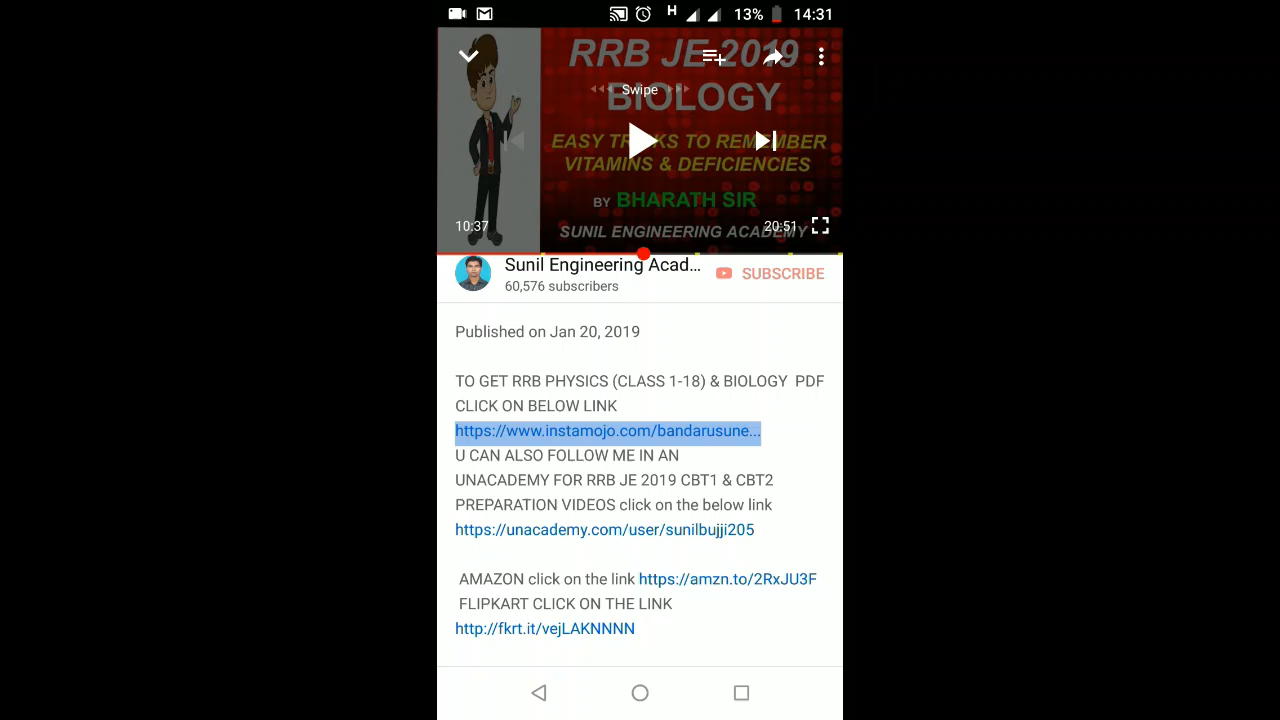 H 13% 14:31
RRB JE 2019
Swipe
BIOLOGY
EASY TRICKS TO REMEMBER
VITAMINS & DEFICIENCIES
BY BHARATH SIR
10:37
20:51
SUNIL ENGINEERING ACADEMY
Sunil Engineering Acad...
SUBSCRIBE
60,576 subscribers
Published on Jan 20, 2019
TO GET RRB PHYSICS (CLASS 1-18) & BIOLOGY PDF
CLICK ON BELOW LINK
https://www.instamojo.com/bandarusune...
U CAN ALSO FOLLOW ME IN AN
UNACADEMY FOR RRB JE 2019 CBT1 & CBT2
PREPARATION VIDEOS click on the below link
https://unacademy.com/user/sunilbujji205
AMAZON click on the link https://amzn.to/2RxJU3F
FLIPKART CLICK ON THE LINK
http://fkrt.it/vejLAKNNNN